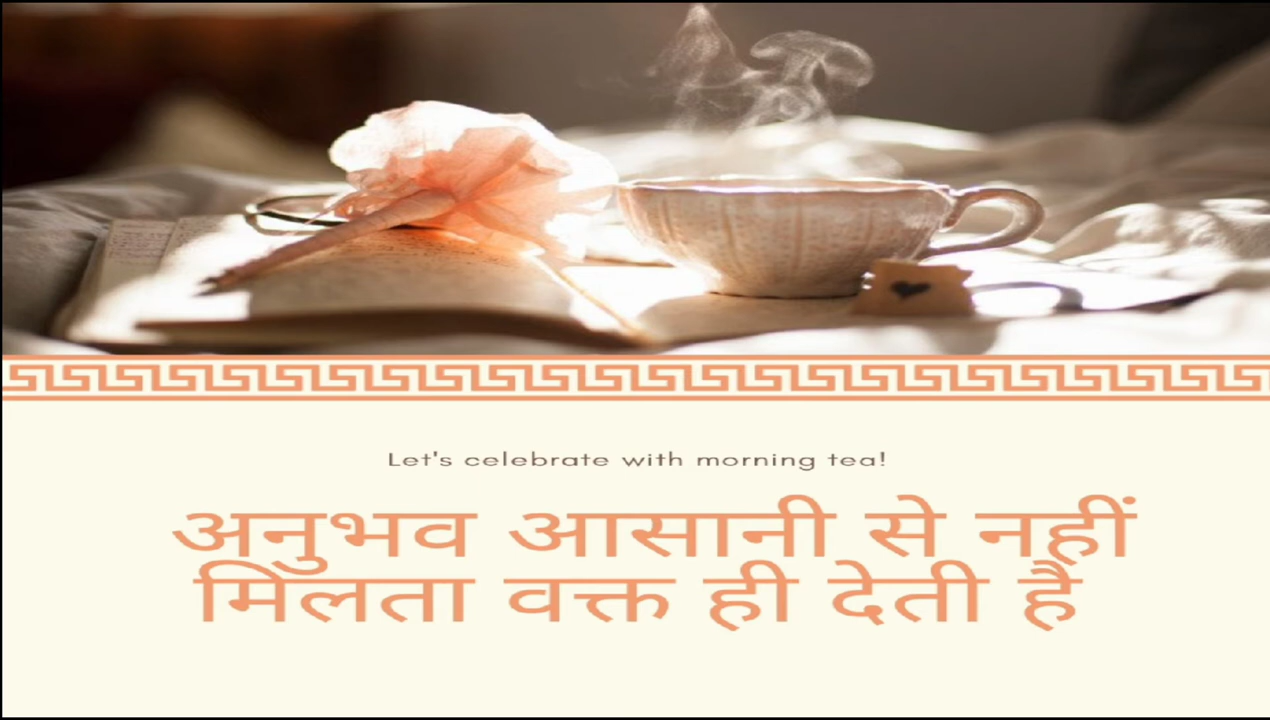 Let's celebrate with morning tea!
अनुभव आसानी से नहीं
मिलता वक्त ही देती है